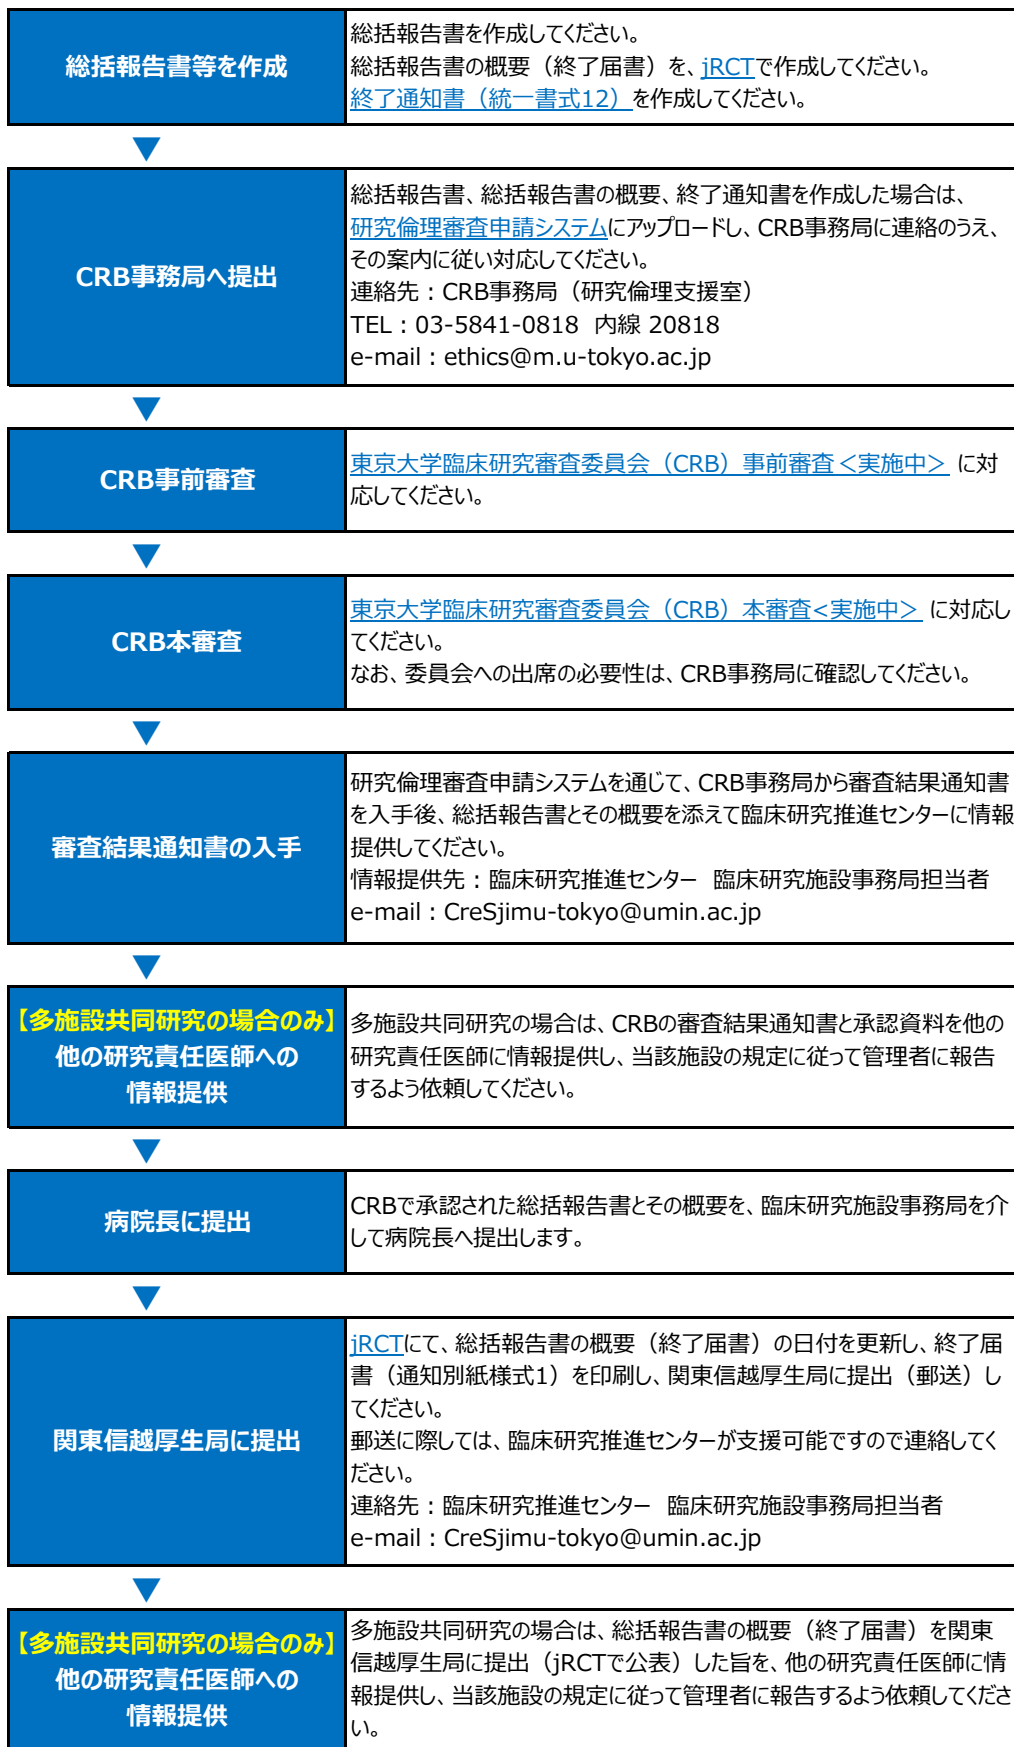 総括報告書等を作成
総括報告書を作成してください。
総括報告書の概要（終了届書）を、jRCTで作成してください。
終了通知書（統一書式12）を作成してください。
▼
CRB事務局へ提出
総括報告書、総括報告書の概要、終了通知書を作成した場合は、
研究倫理審査申請システムにアップロードし、CRB事務局に連絡のうえ、
その案内に従い対応してください。
連絡先：CRB事務局（研究倫理支援室）
TEL：03-5841-0818 内線 20818
e-mail：ethics@m.u-tokyo.ac.jp
▼
CRB事前審査
東京大学臨床研究審査委員会（CRB）事前審査＜実施中＞ に対
応してください。
▼
CRB本審査
東京大学臨床研究審査委員会（CRB）本審査<実施中＞ に対応し
てください。
なお、委員会への出席の必要性は、CRB事務局に確認してください。
▼
審査結果通知書の入手
研究倫理審査申請システムを通じて、CRB事務局から審査結果通知書
を入手後、総括報告書とその概要を添えて臨床研究推進センターに情報
提供してください。
情報提供先：臨床研究推進センター 臨床研究施設事務局担当者
e-mail：CreSjimu-tokyo@umin.ac.jp
▼
【多施設共同研究の場合のみ】
他の研究責任医師への
情報提供
多施設共同研究の場合は、CRBの審査結果通知書と承認資料を他の
研究責任医師に情報提供し、当該施設の規定に従って管理者に報告
するよう依頼してください。
▼
病院長に提出
CRBで承認された総括報告書とその概要を、臨床研究施設事務局を介
して病院長へ提出します。
▼
関東信越厚生局に提出
jRCTにて、総括報告書の概要（終了届書）の日付を更新し、終了届
書（通知別紙様式1）を印刷し、関東信越厚生局に提出（郵送）し
てください。
郵送に際しては、臨床研究推進センターが支援可能ですので連絡してく
ださい。
連絡先：臨床研究推進センター 臨床研究施設事務局担当者
e-mail：CreSjimu-tokyo@umin.ac.jp
▼
【多施設共同研究の場合のみ】
他の研究責任医師への
情報提供
多施設共同研究の場合は、総括報告書の概要（終了届書）を関東
信越厚生局に提出（jRCTで公表）した旨を、他の研究責任医師に情
報提供し、当該施設の規定に従って管理者に報告するよう依頼してくださ
い。